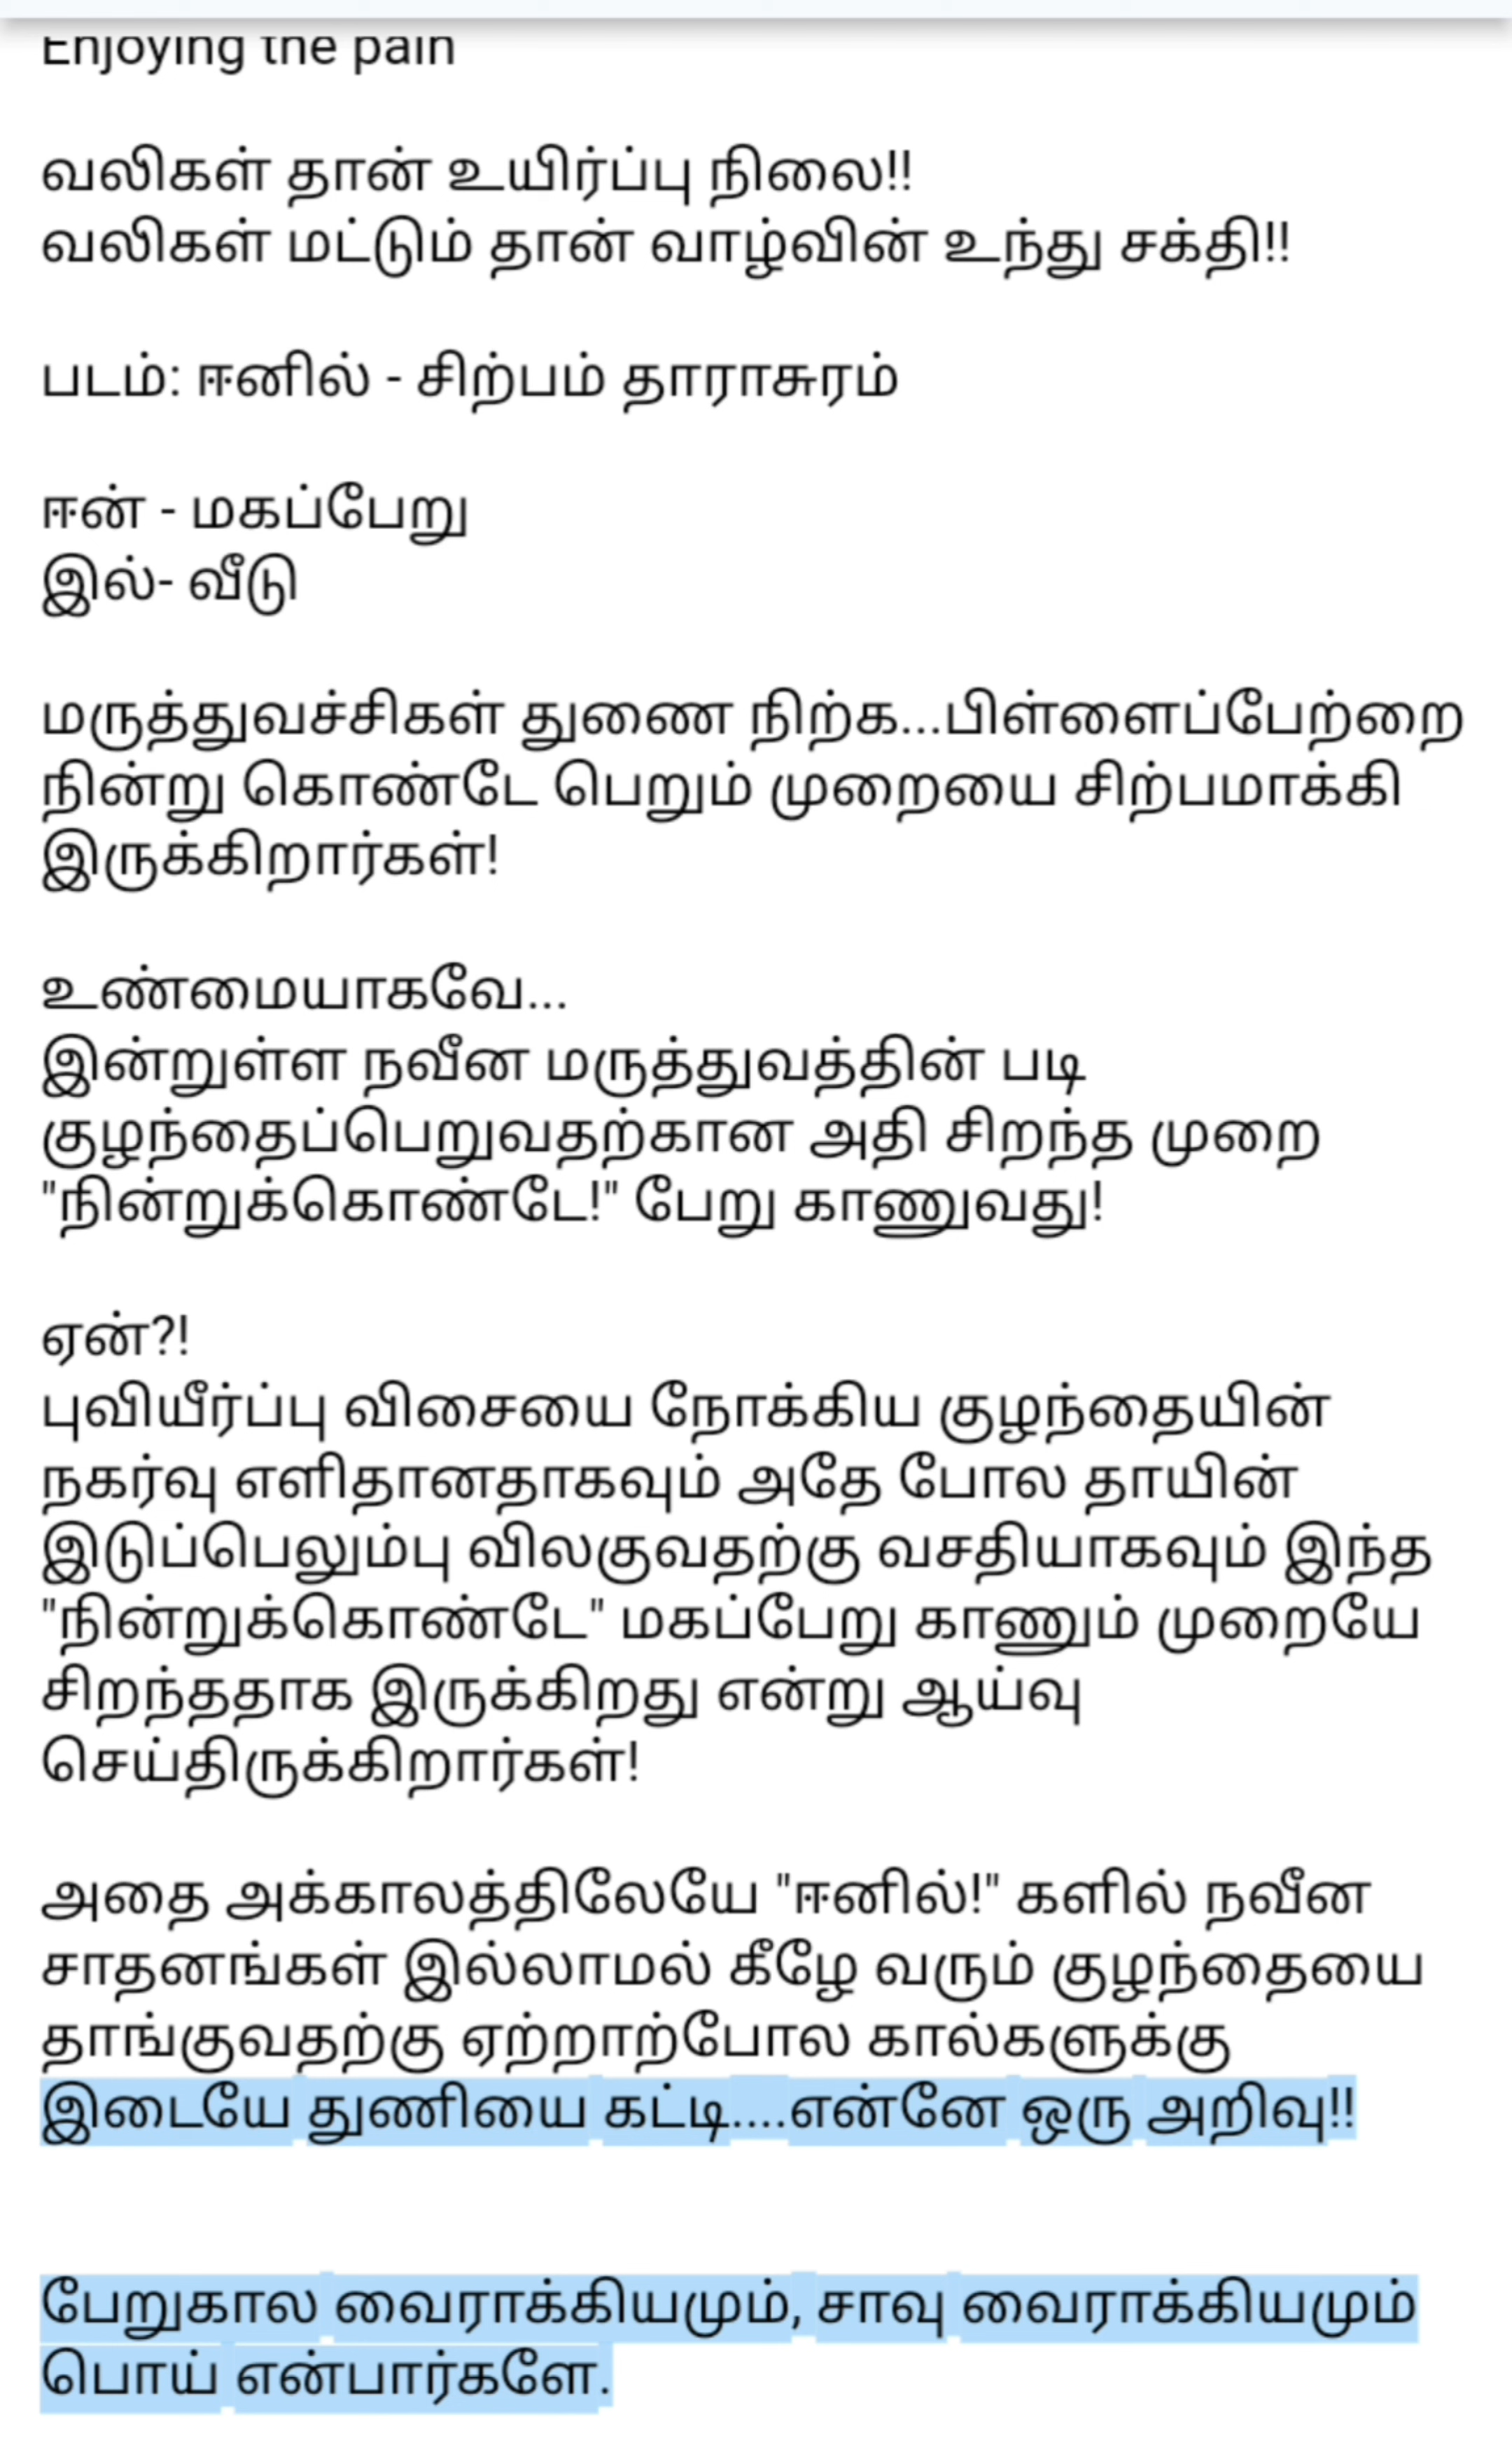 Enjoying the pain
வலிகள் தான் உயிர்ப்பு நிலை!!
வலிகள் மட்டும் தான் வாழ்வின் உந்து சக்தி!!
படம்: ஈனில் - சிற்பம் தாராசுரம்
ஈன் - மகப்பேறு
இல்- வீடு
மருத்துவச்சிகள் துணை நிற்க...பிள்ளைப்பேற்றை
நின்று கொண்டே பெறும் முறையை சிற்பமாக்கி
இருக்கிறார்கள்!
உண்மையாகவே...
இன்றுள்ள நவீன மருத்துவத்தின் படி
குழந்தைப்பெறுவதற்கான அதி சிறந்த முறை
"நின்றுக்கொண்டே!" பேறு காணுவது!
ஏன்?!
புவியீர்ப்பு விசையை நோக்கிய குழந்தையின்
நகர்வு எளிதானதாகவும் அதே போல தாயின்
இடுப்பெலும்பு விலகுவதற்கு வசதியாகவும் இந்த
"நின்றுக்கொண்டே" மகப்பேறு காணும் முறையே
சிறந்ததாக இருக்கிறது என்று ஆய்வு
செய்திருக்கிறார்கள்!
அதை அக்காலத்திலேயே "ஈனில்!" களில் நவீன
சாதனங்கள் இல்லாமல் கீழே வரும் குழந்தையை
தாங்குவதற்கு ஏற்றாற்போல கால்களுக்கு
இடையே துணியை கட்டி....என்னே ஒரு அறிவு!!
பேறுகால வைராக்கியமும், சாவு வைராக்கியமும்
பொய் என்பார்களே.